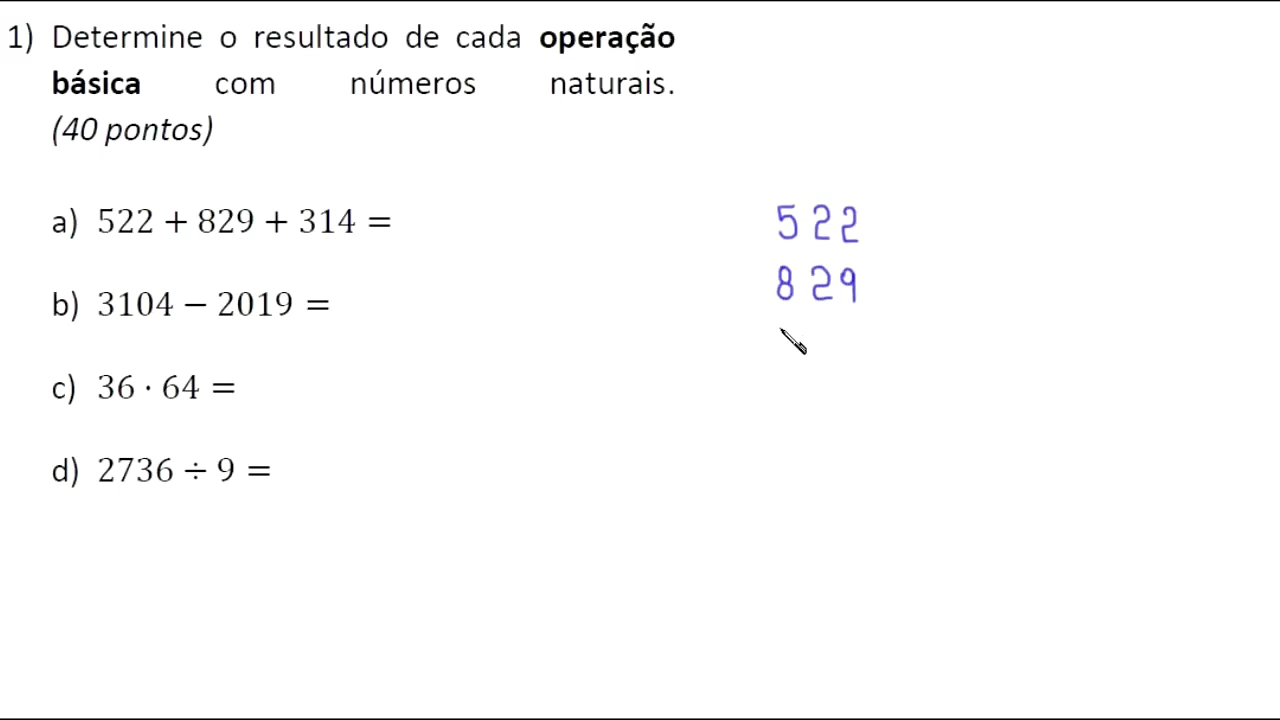 1) Determine o resultado de cada operação
básica com números naturais.
(40 pontos)
a) 522 + 829 + 314 =
b) 3104 − 2019 =
c) 36 · 64 =
d) 2736 ÷ 9 =
522
829